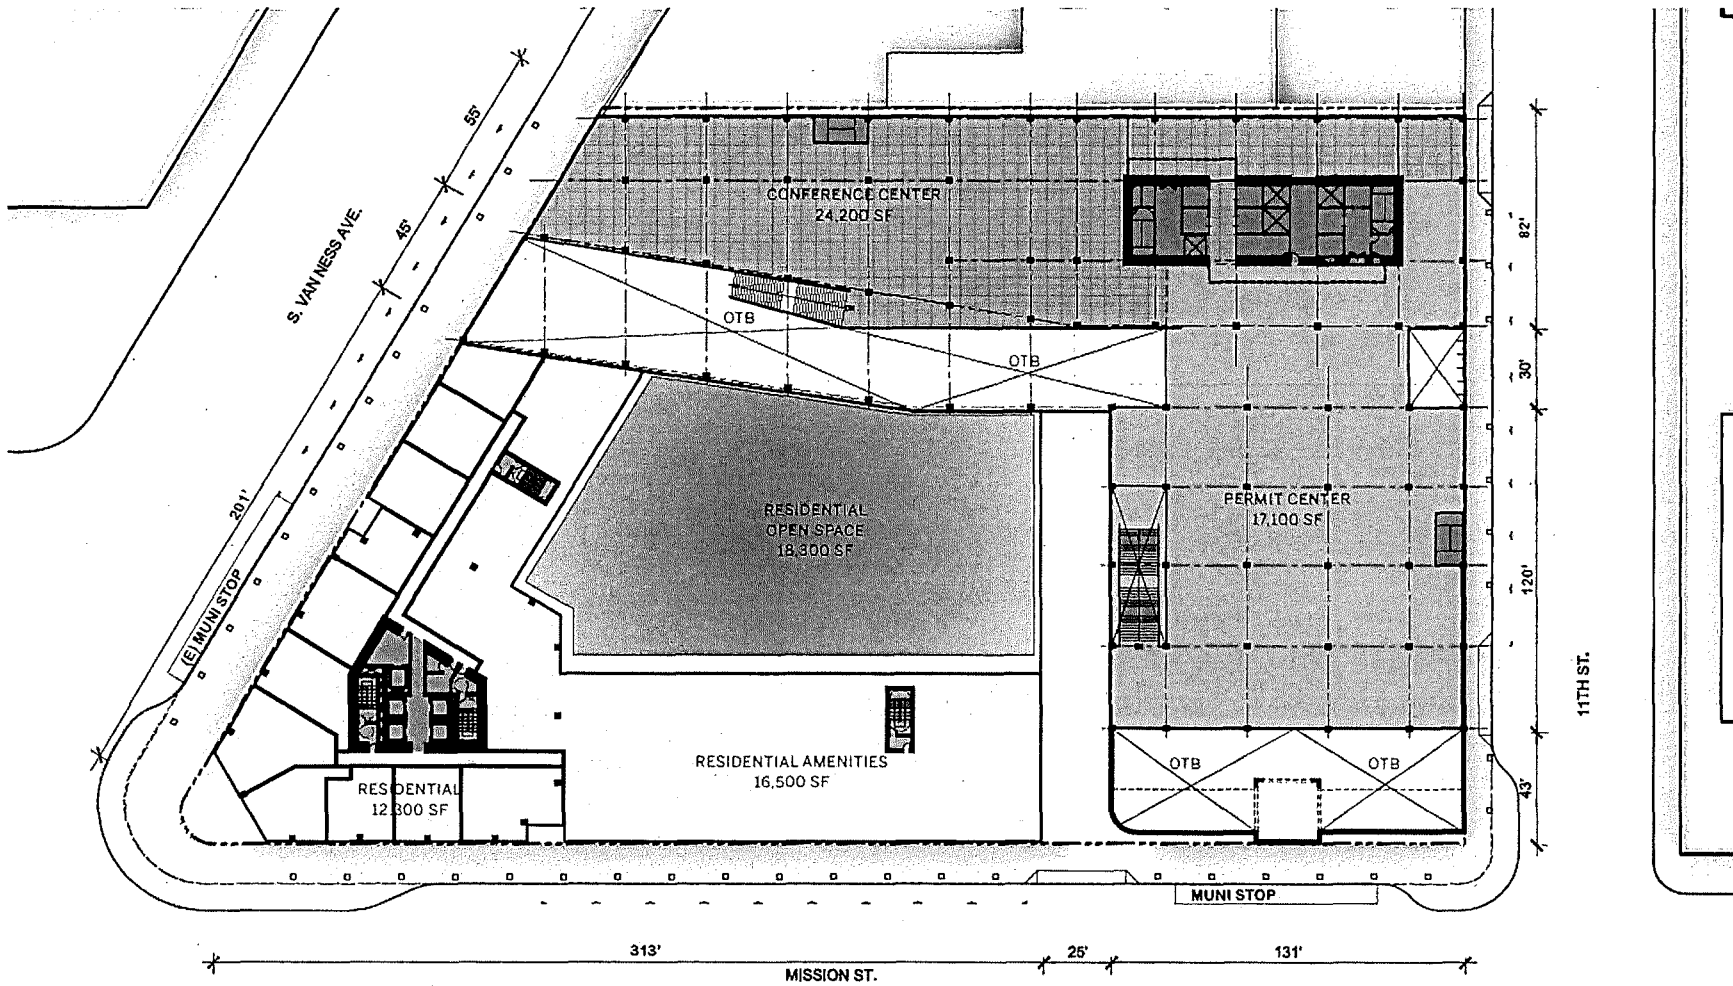 55'
45'
S. VAN NESS AVE.
201'
(E) MUNI STOP
CONFERENCE CENTER
24,200 SF
OTB
OTB
82'
30'
RESIDENTIAL
OPEN SPACE
18,300 SF
PERMIT CENTER
17,100 SF
120'
11TH ST.
RESIDENTIAL AMENITIES
16,500 SF
OTB
OTB
43'
RESIDENTIAL
12,300 SF
MUNI STOP
313'
25'
131'
MISSION ST.